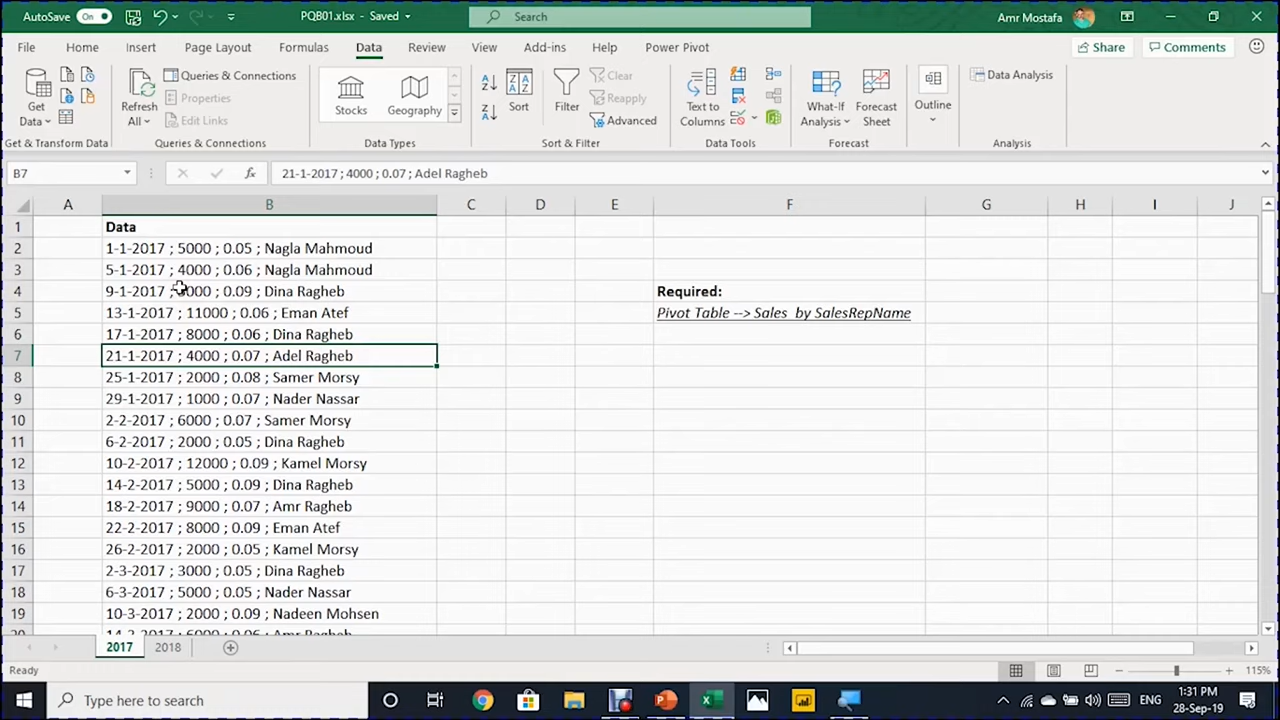 AutoSave On PQB01.xlsx - Saved Search Amr Mostafa
File Home Insert Page Layout Formulas Data Review View Add-ins Help Power Pivot Share Comments
Get Data
Refresh All
Queries & Connections
Properties
Edit Links
Stocks
Geography
Sort
Filter
Clear
Reapply
Advanced
Text to Columns
What-If Analysis
Forecast Sheet
Outline
Data Analysis
Get & Transform Data Queries & Connections Data Types Sort & Filter Data Tools Forecast Analysis
B7 fx 21-1-2017 ; 4000 ; 0.07 ; Adel Ragheb
A B C D E F G H I J
1 Data
2 1-1-2017 ; 5000 ; 0.05 ; Nagla Mahmoud
3 5-1-2017 ; 4000 ; 0.06 ; Nagla Mahmoud
4 9-1-2017 ; 000 ; 0.09 ; Dina Ragheb Required:
5 13-1-2017 ; 11000 ; 0.06 ; Eman Atef Pivot Table --> Sales by SalesRepName
6 17-1-2017 ; 8000 ; 0.06 ; Dina Ragheb
7 21-1-2017 ; 4000 ; 0.07 ; Adel Ragheb
8 25-1-2017 ; 2000 ; 0.08 ; Samer Morsy
9 29-1-2017 ; 1000 ; 0.07 ; Nader Nassar
10 2-2-2017 ; 6000 ; 0.07 ; Samer Morsy
11 6-2-2017 ; 2000 ; 0.05 ; Dina Ragheb
12 10-2-2017 ; 12000 ; 0.09 ; Kamel Morsy
13 14-2-2017 ; 5000 ; 0.09 ; Dina Ragheb
14 18-2-2017 ; 9000 ; 0.07 ; Amr Ragheb
15 22-2-2017 ; 8000 ; 0.09 ; Eman Atef
16 26-2-2017 ; 2000 ; 0.05 ; Kamel Morsy
17 2-3-2017 ; 3000 ; 0.05 ; Dina Ragheb
18 6-3-2017 ; 5000 ; 0.05 ; Nader Nassar
19 10-3-2017 ; 2000 ; 0.09 ; Nadeen Mohsen
2017 2018
Ready 115%
Type here to search ENG 1:31 PM
28-Sep-19